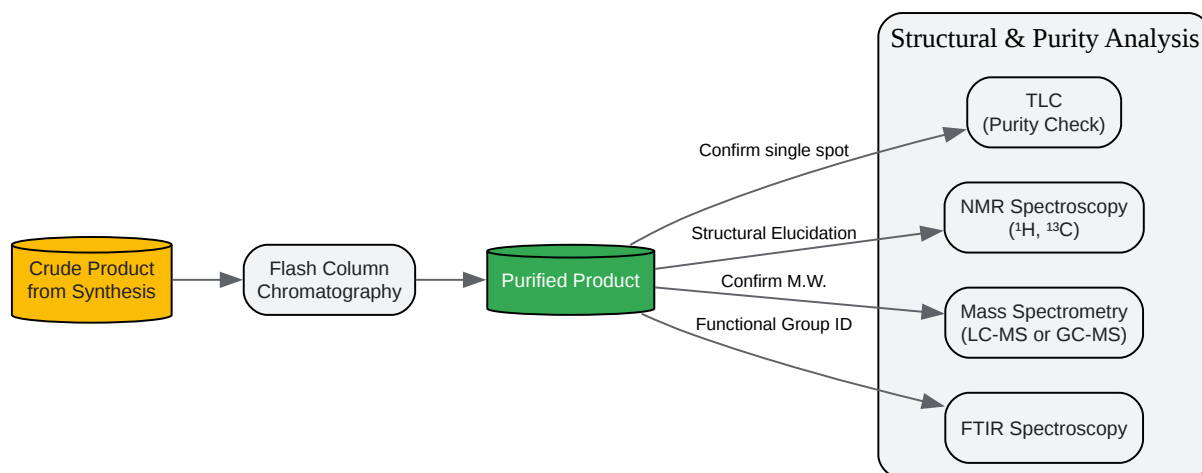 Structural & Purity Analysis
TLC
(Purity Check)
Confirm single spot
NMR Spectroscopy
(¹H, ¹³C)
Structural Elucidation
Crude Product
from Synthesis
Flash Column
Chromatography
Purified Product
Confirm M.W.
Mass Spectrometry
(LC-MS or GC-MS)
Functional Group ID
FTIR Spectroscopy